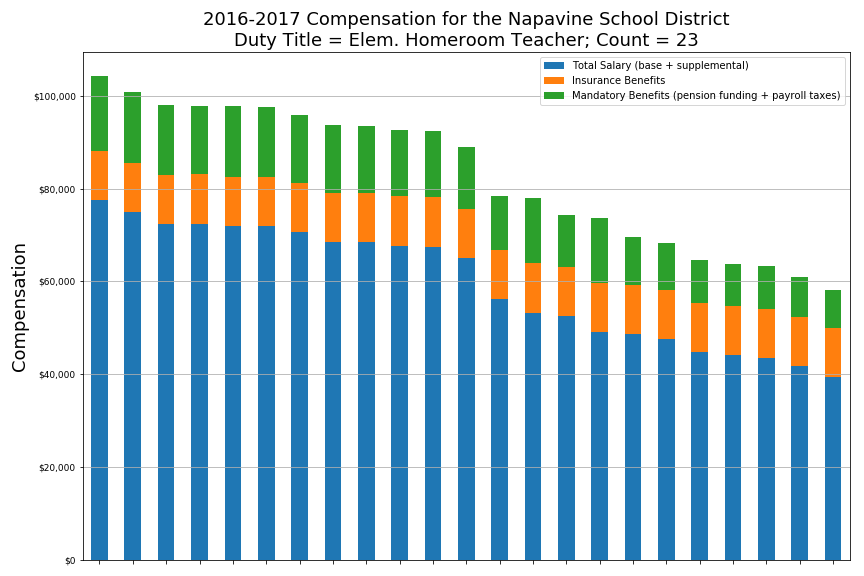 2016-2017 Compensation for the Napavine School District
Duty Title = Elem. Homeroom Teacher; Count = 23
Total Salary (base + supplemental)
Insurance Benefits
Mandatory Benefits (pension funding + payroll taxes)
Compensation
$100,000
$80,000
$60,000
$40,000
$20,000
$0